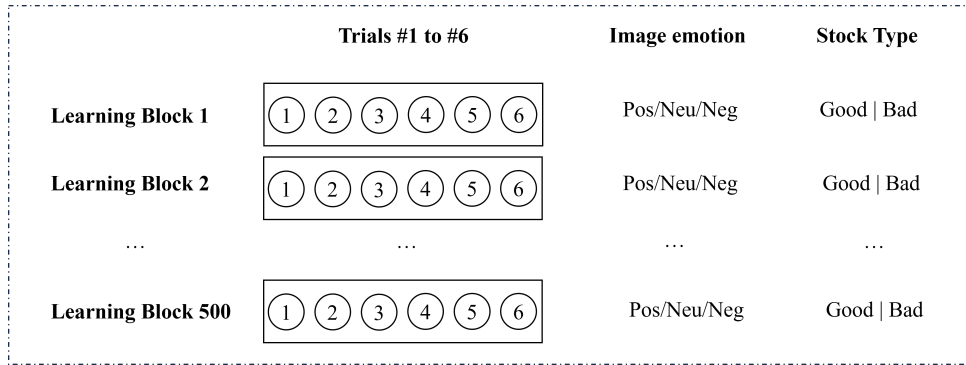 Trials #1 to #6 Image emotion Stock Type
Learning Block 1 1 2 3 4 5 6 Pos/Neu/Neg Good | Bad
Learning Block 2 1 2 3 4 5 6 Pos/Neu/Neg Good | Bad
… … … …
Learning Block 500 1 2 3 4 5 6 Pos/Neu/Neg Good | Bad